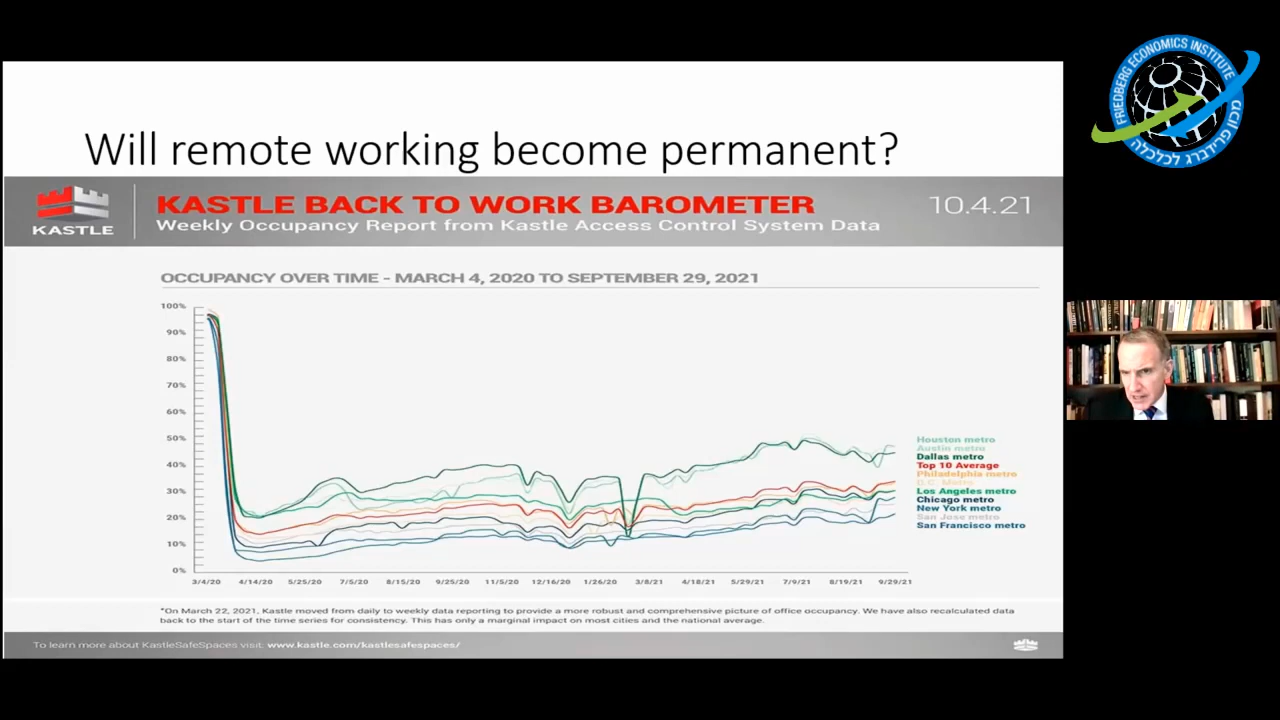 Will remote working become permanent?
KASTLE
KASTLE BACK TO WORK BAROMETER
10.4.21
Weekly Occupancy Report from Kastle Access Control System Data
OCCUPANCY OVER TIME - MARCH 4, 2020 TO SEPTEMBER 29, 2021
100%
90%
80%
70%
60%
50%
40%
30%
20%
10%
0%
3/4/20 4/14/20 5/25/20 7/5/20 8/15/20 9/25/20 11/5/20 12/16/20 1/26/21 3/8/21 4/18/21 5/29/21 7/9/21 8/19/21 9/29/21
Houston metro
Austin metro
Dallas metro
Top 10 Average
Philadelphia metro
D.C. Metro
Los Angeles metro
Chicago metro
New York metro
San Jose metro
San Francisco metro
*On March 22, 2021, Kastle moved from daily to weekly data reporting to provide a more robust and comprehensive picture of office occupancy. We have also recalculated data
back to the start of the time series for consistency. This has only a marginal impact on most cities and the national average.
To learn more about KastleSafeSpaces visit: www.kastle.com/kastlesafespaces/
FRIEDBERG ECONOMICS INSTITUTE
מכון פרידברג לכלכלה